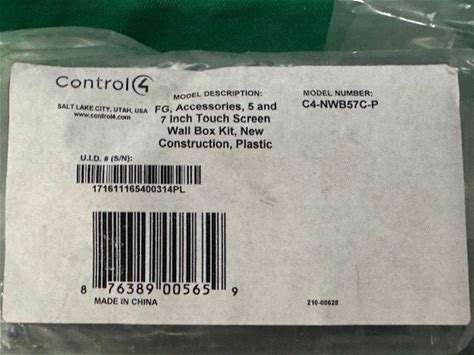 Control4
SALT LAKE CITY, UTAH, USA
www.control4.com
MODEL DESCRIPTION:
FG, Accessories, 5 and
7 Inch Touch Screen
Wall Box Kit, New
Construction, Plastic
MODEL NUMBER:
C4-NWB57C-P
U.I.D. # (S/N):
171611165400314PL
8 76389 00565 9
MADE IN CHINA
210-00628